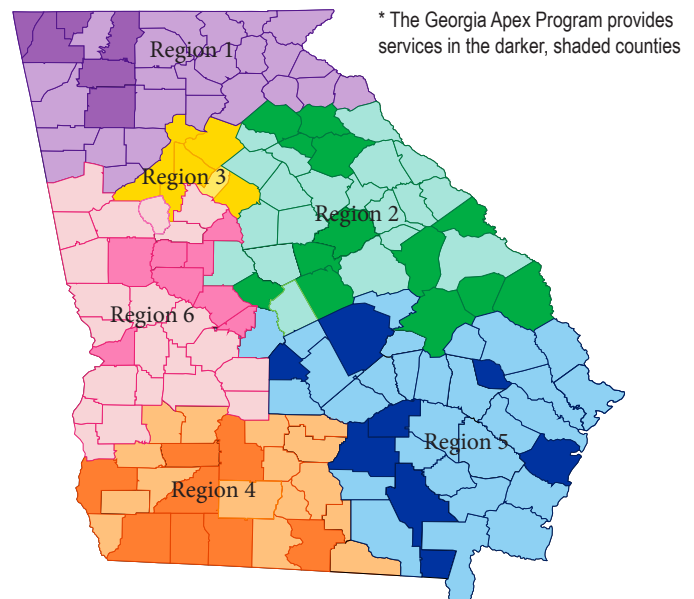 * The Georgia Apex Program provides
services in the darker, shaded counties
Region 1
Region 3
Region 2
Region 6
Region 5
Region 4